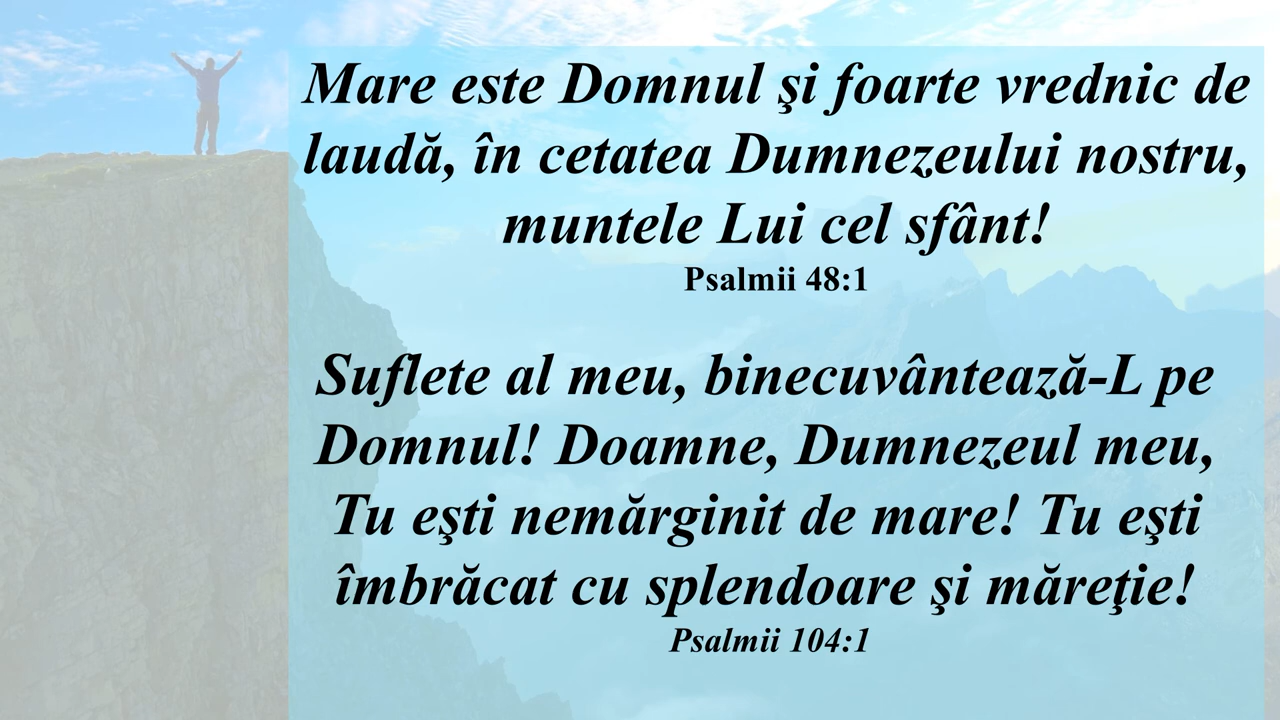 Mare este Domnul şi foarte vrednic de
laudă, în cetatea Dumnezeului nostru,
muntele Lui cel sfânt!
Psalmii 48:1
Suflete al meu, binecuvântează-L pe
Domnul! Doamne, Dumnezeul meu,
Tu eşti nemărginit de mare! Tu eşti
îmbrăcat cu splendoare şi măreţie!
Psalmii 104:1